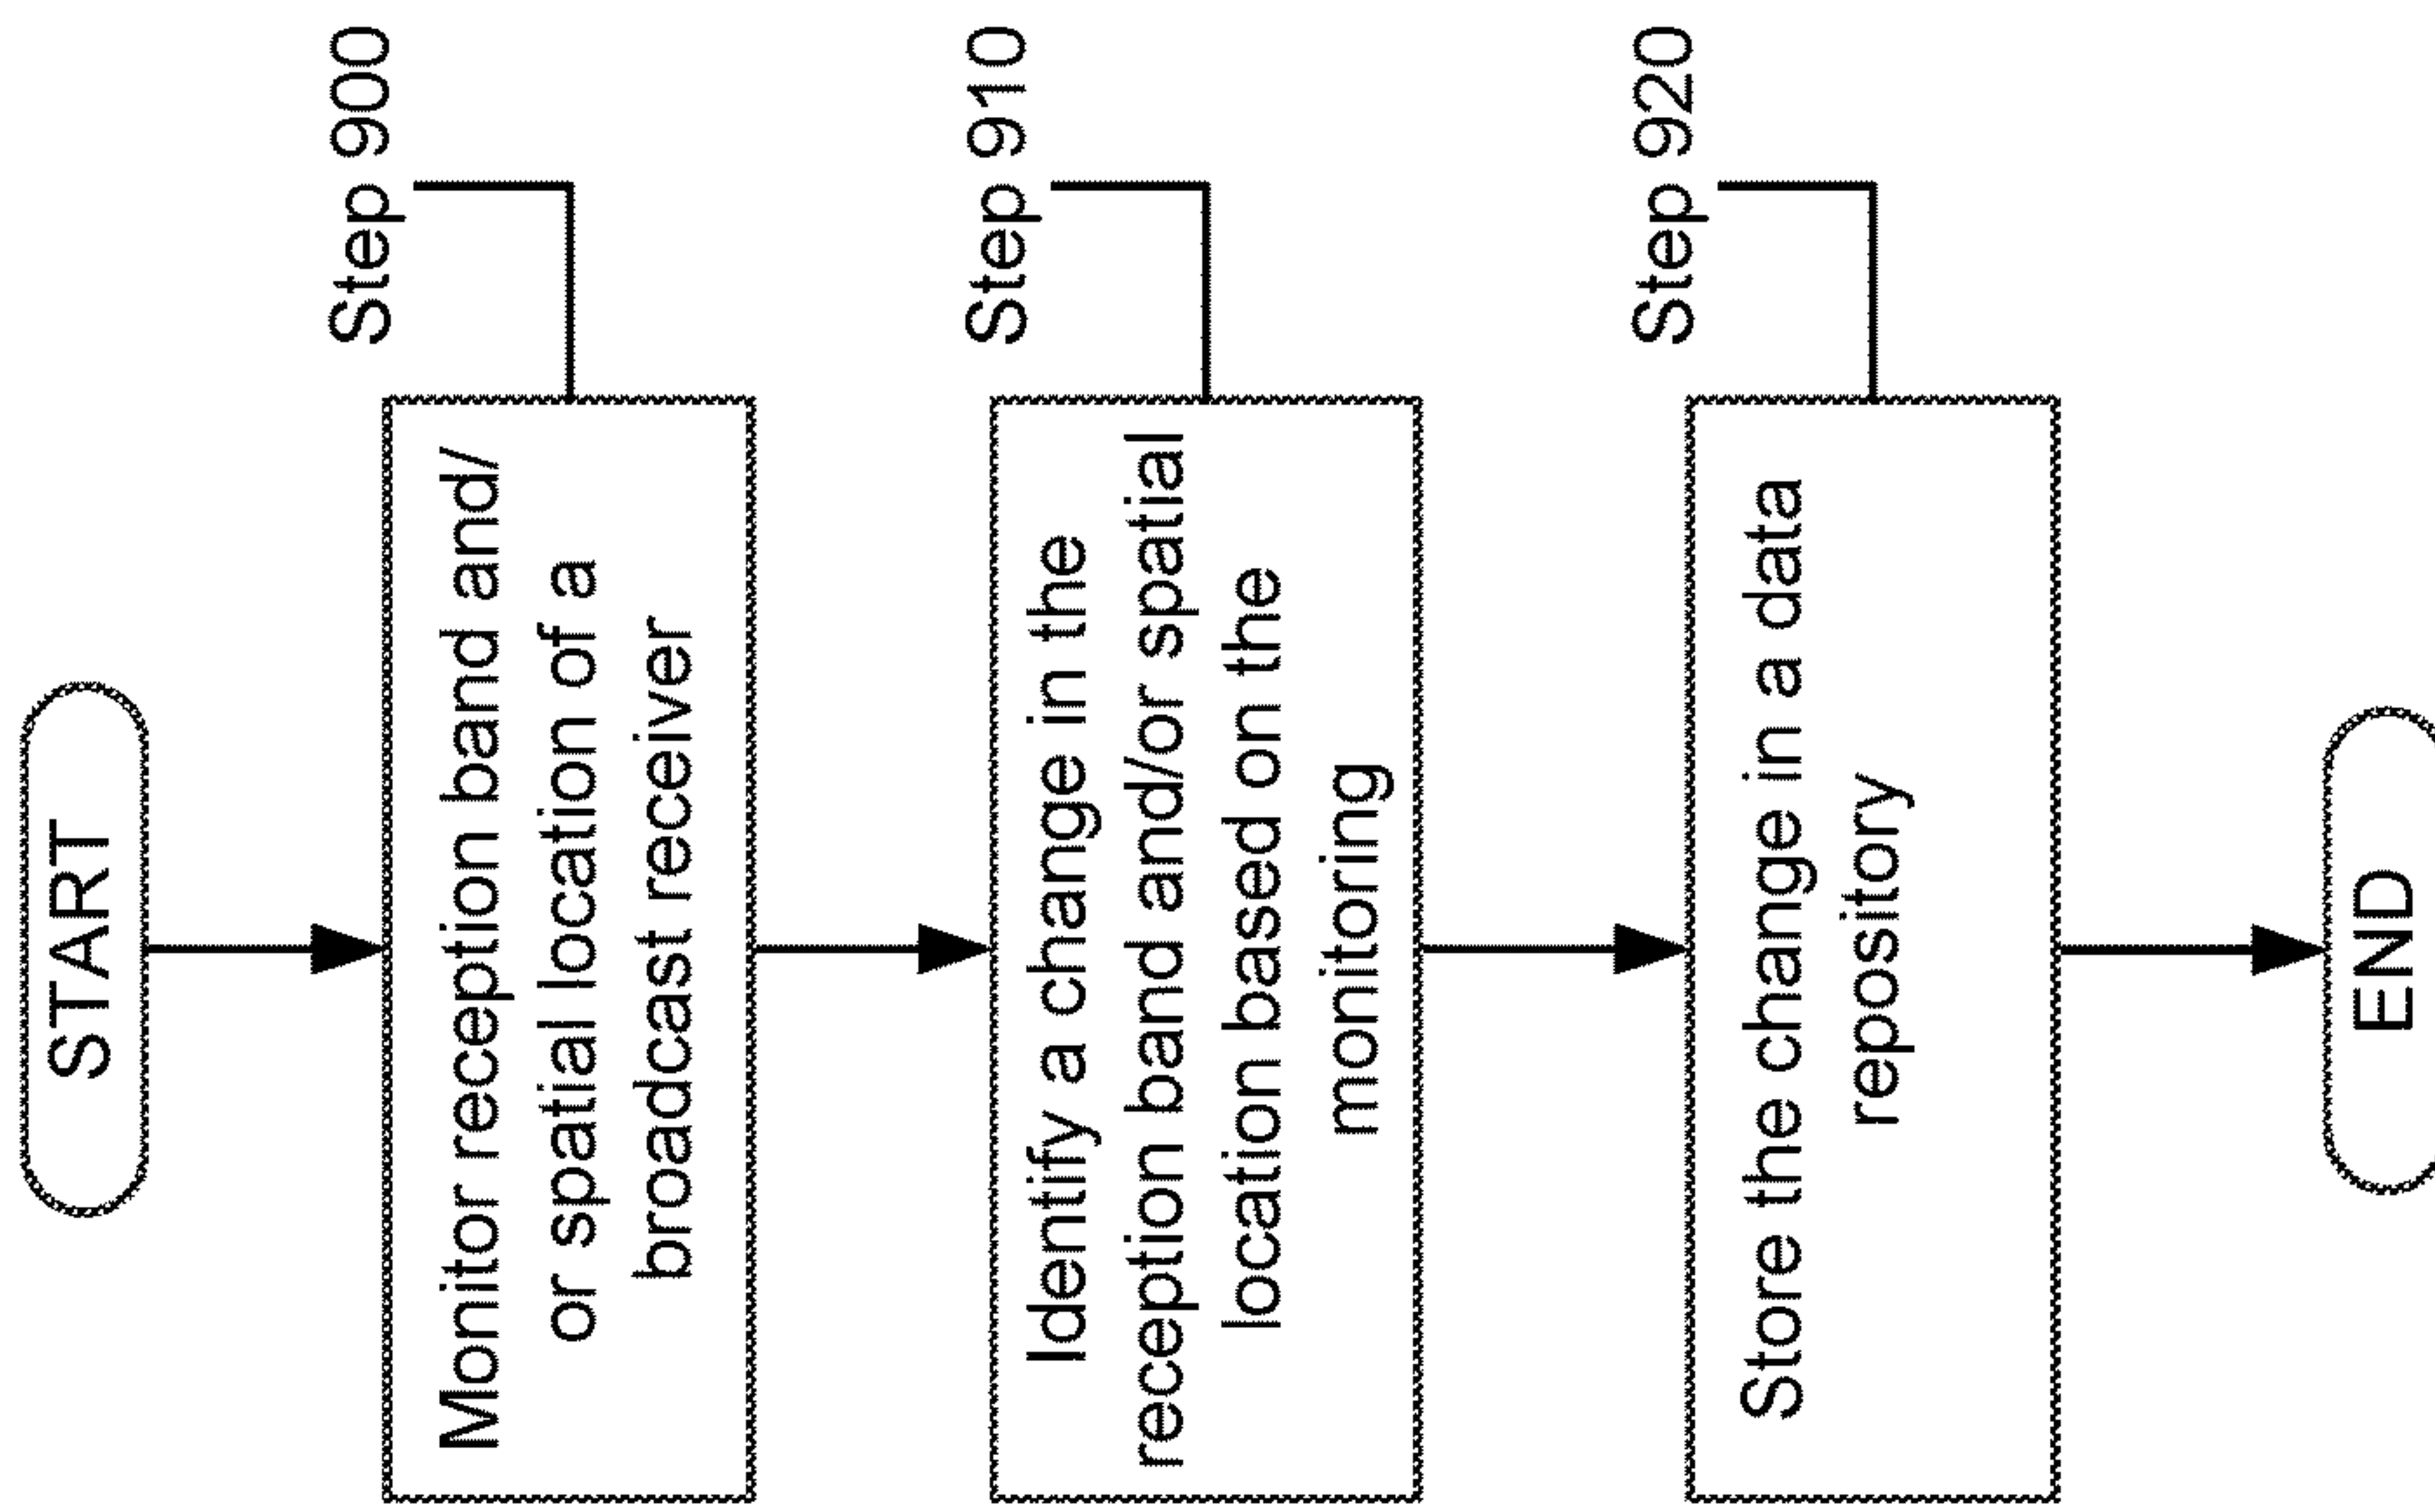 START
Step 900
Monitor reception band and/
or spatial location of a
broadcast receiver
Step 910
Identify a change in the
reception band and/or spatial
location based on the
monitoring
Step 920
Store the change in a data
repository
END